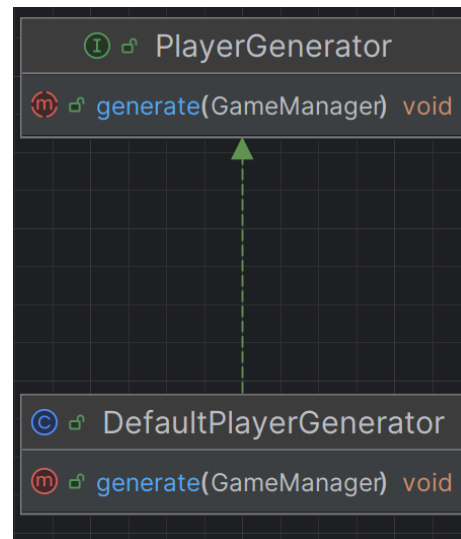 I PlayerGenerator
m generate(GameManager) void
C DefaultPlayerGenerator
m generate(GameManager) void